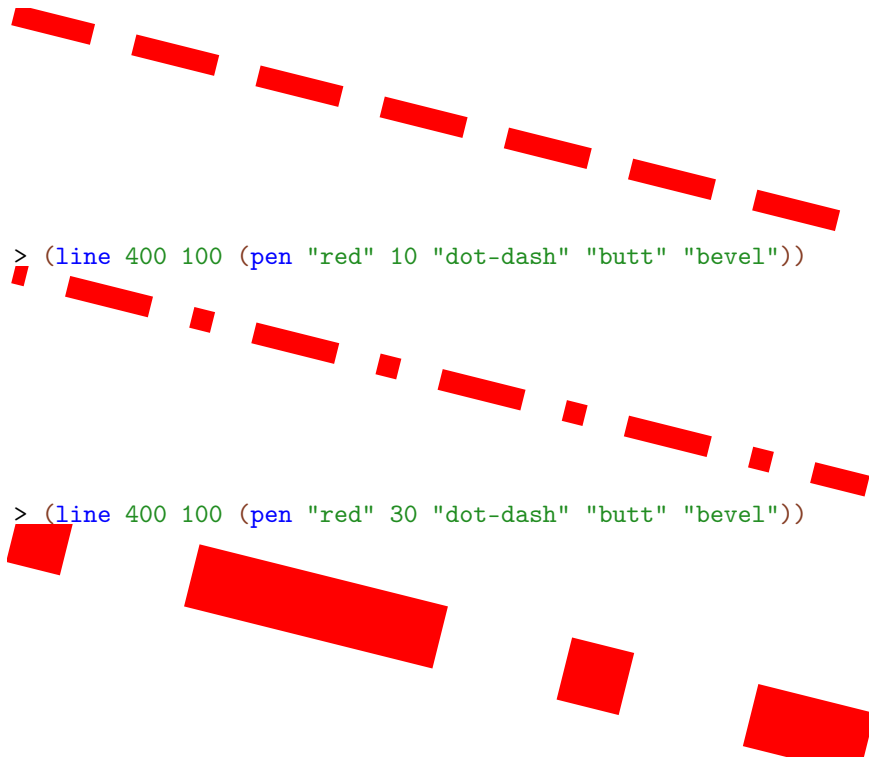 > (line 400 100 (pen "red" 10 "dot-dash" "butt" "bevel"))
> (line 400 100 (pen "red" 30 "dot-dash" "butt" "bevel"))